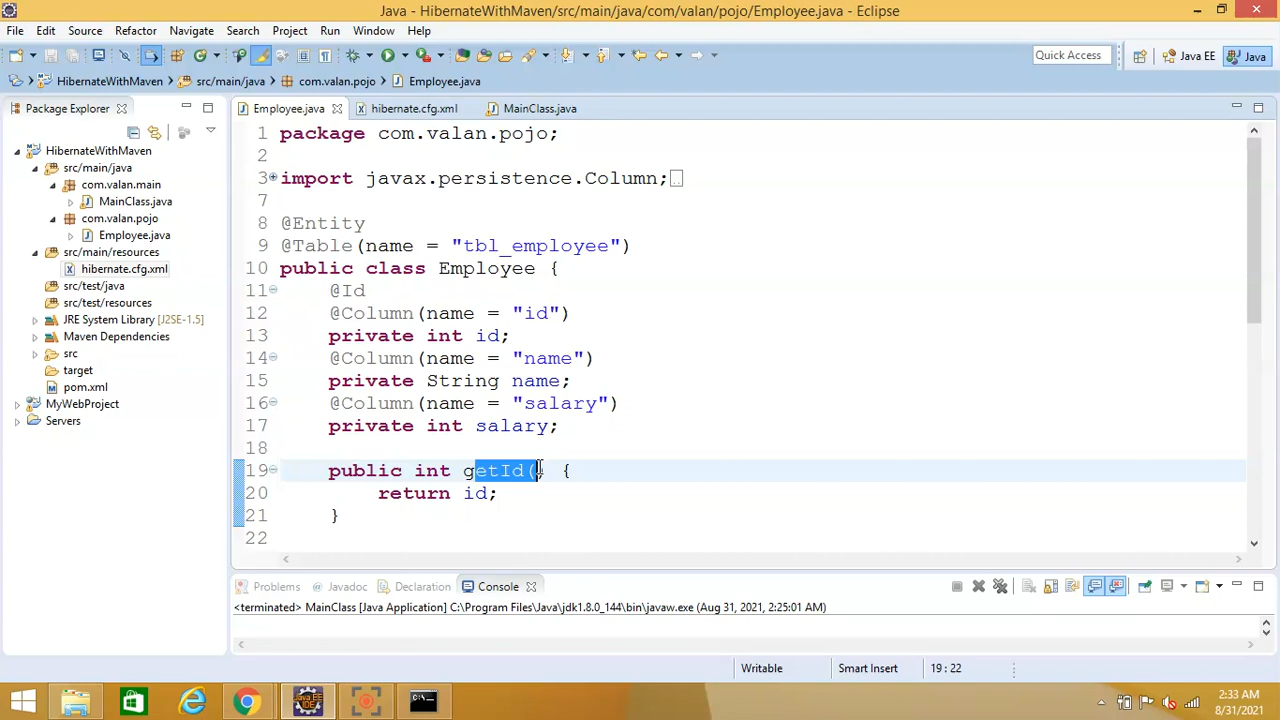 Java - HibernateWithMaven/src/main/java/com/valan/pojo/Employee.java - Eclipse
File Edit Source Refactor Navigate Search Project Run Window Help
Quick Access Java EE Java
HibernateWithMaven src/main/java com.valan.pojo Employee.java
Package Explorer
HibernateWithMaven
src/main/java
com.valan.main
MainClass.java
com.valan.pojo
Employee.java
src/main/resources
hibernate.cfg.xml
src/test/java
src/test/resources
JRE System Library [J2SE-1.5]
Maven Dependencies
src
target
pom.xml
MyWebProject
Servers
Employee.java hibernate.cfg.xml MainClass.java
1 package com.valan.pojo;
2
3 import javax.persistence.Column;
7
8 @Entity
9 @Table(name = "tbl_employee")
10 public class Employee {
11 @Id
12 @Column(name = "id")
13 private int id;
14 @Column(name = "name")
15 private String name;
16 @Column(name = "salary")
17 private int salary;
18
19 public int getId() {
20 return id;
21 }
22
Problems Javadoc Declaration Console
<terminated> MainClass [Java Application] C:\Program Files\Java\jdk1.8.0_144\bin\javaw.exe (Aug 31, 2021, 2:25:01 AM)
Writable Smart Insert 19 : 22
Java EE
IDE
C:\
2:33 AM
8/31/2021